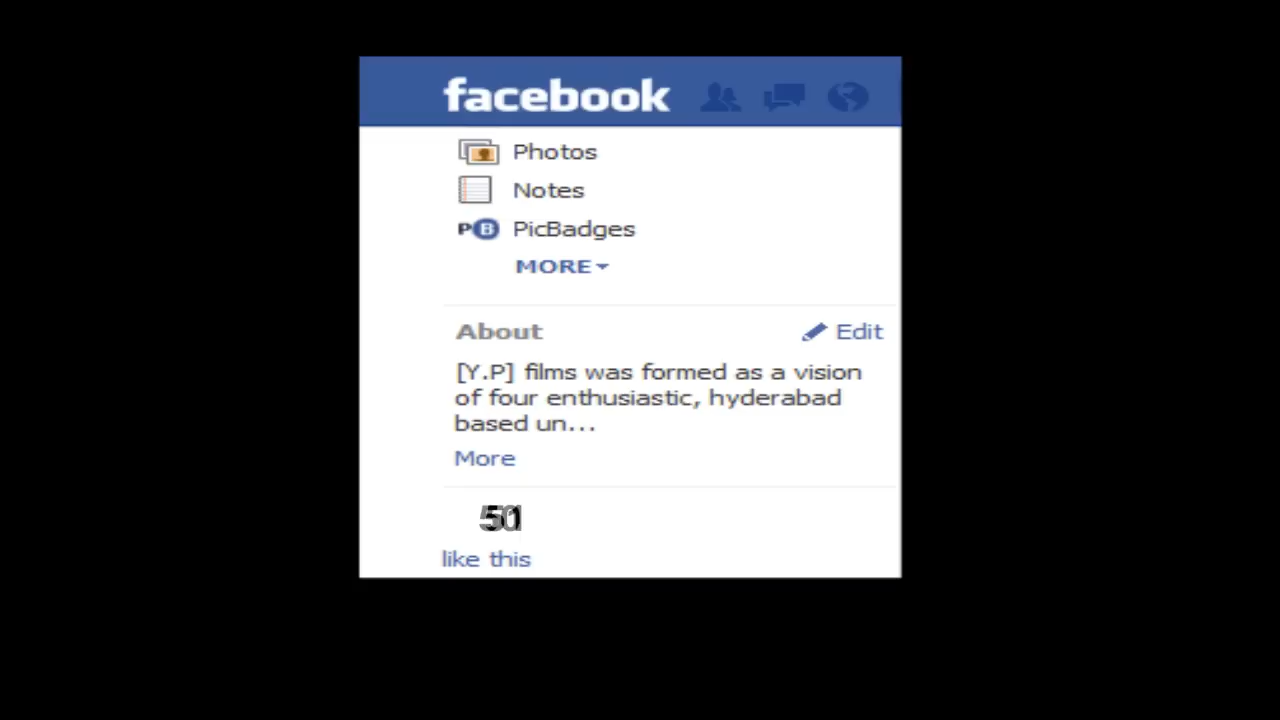 facebook
Photos
Notes
PB PicBadges
MORE
About
Edit
[Y.P] films was formed as a vision
of four enthusiastic, hyderabad
based un...
More
like this